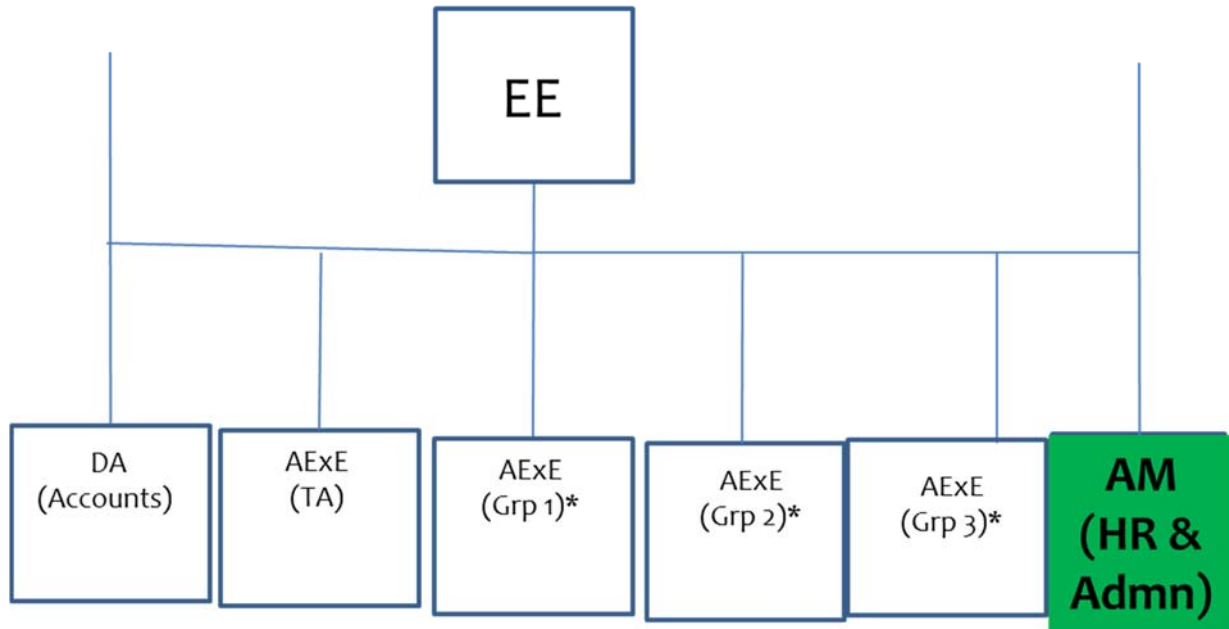 EE
DA
(Accounts)
AExE
(TA)
AExE
(Grp 1)*
AExE
(Grp 2)*
AExE
(Grp 3)*
AM
(HR &
Admn)